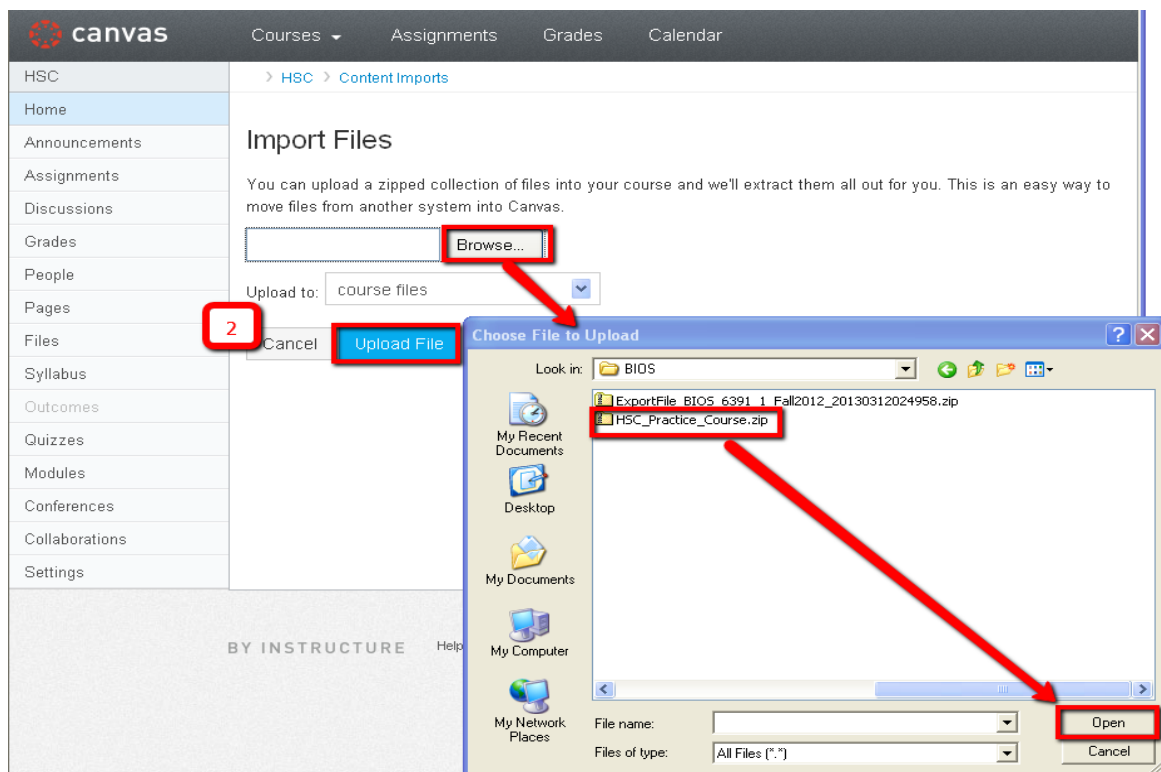 canvas
Courses
Assignments
Grades
Calendar
HSC
> HSC > Content Imports
Home
Announcements
Assignments
Discussions
Grades
People
Pages
Files
Syllabus
Outcomes
Quizzes
Modules
Conferences
Collaborations
Settings
Import Files
You can upload a zipped collection of files into your course and we'll extract them all out for you. This is an easy way to
move files from another system into Canvas.
Browse...
Upload to: course files
2
Cancel
Upload File
Choose File to Upload
Look in: BIOS
ExportFile_BIOS_6391_1_Fall2012_20130312024958.zip
HSC_Practice_Course.zip
My Recent
Documents
Desktop
My Documents
My Computer
My Network
Places
File name:
Open
Files of type: All Files (*.*)
Cancel
BY INSTRUCTURE
Help